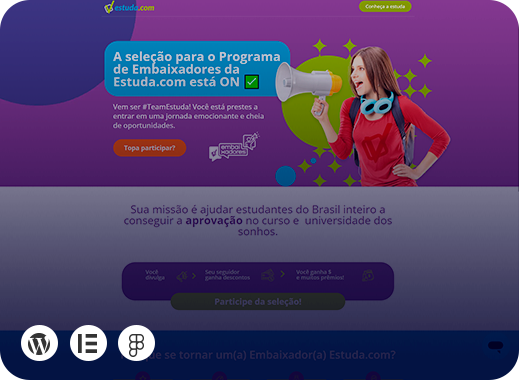 estuda.com
Conheça a estuda
A seleção para o Programa
de Embaixadores da
Estuda.com está ON
Vem ser #TeamEstuda! Você está prestes a
entrar em uma jornada emocionante e cheia
de oportunidades.
Topa participar?
embai
xadores
Sua missão é ajudar estudantes do Brasil inteiro a
conseguir a aprovação no curso e universidade dos
sonhos.
Você
divulga
Seu seguidor
ganha descontos
Você ganha $
e muitos prêmios!
Participe da seleção!
se tornar um(a) Embaixador(a) Estuda.com?